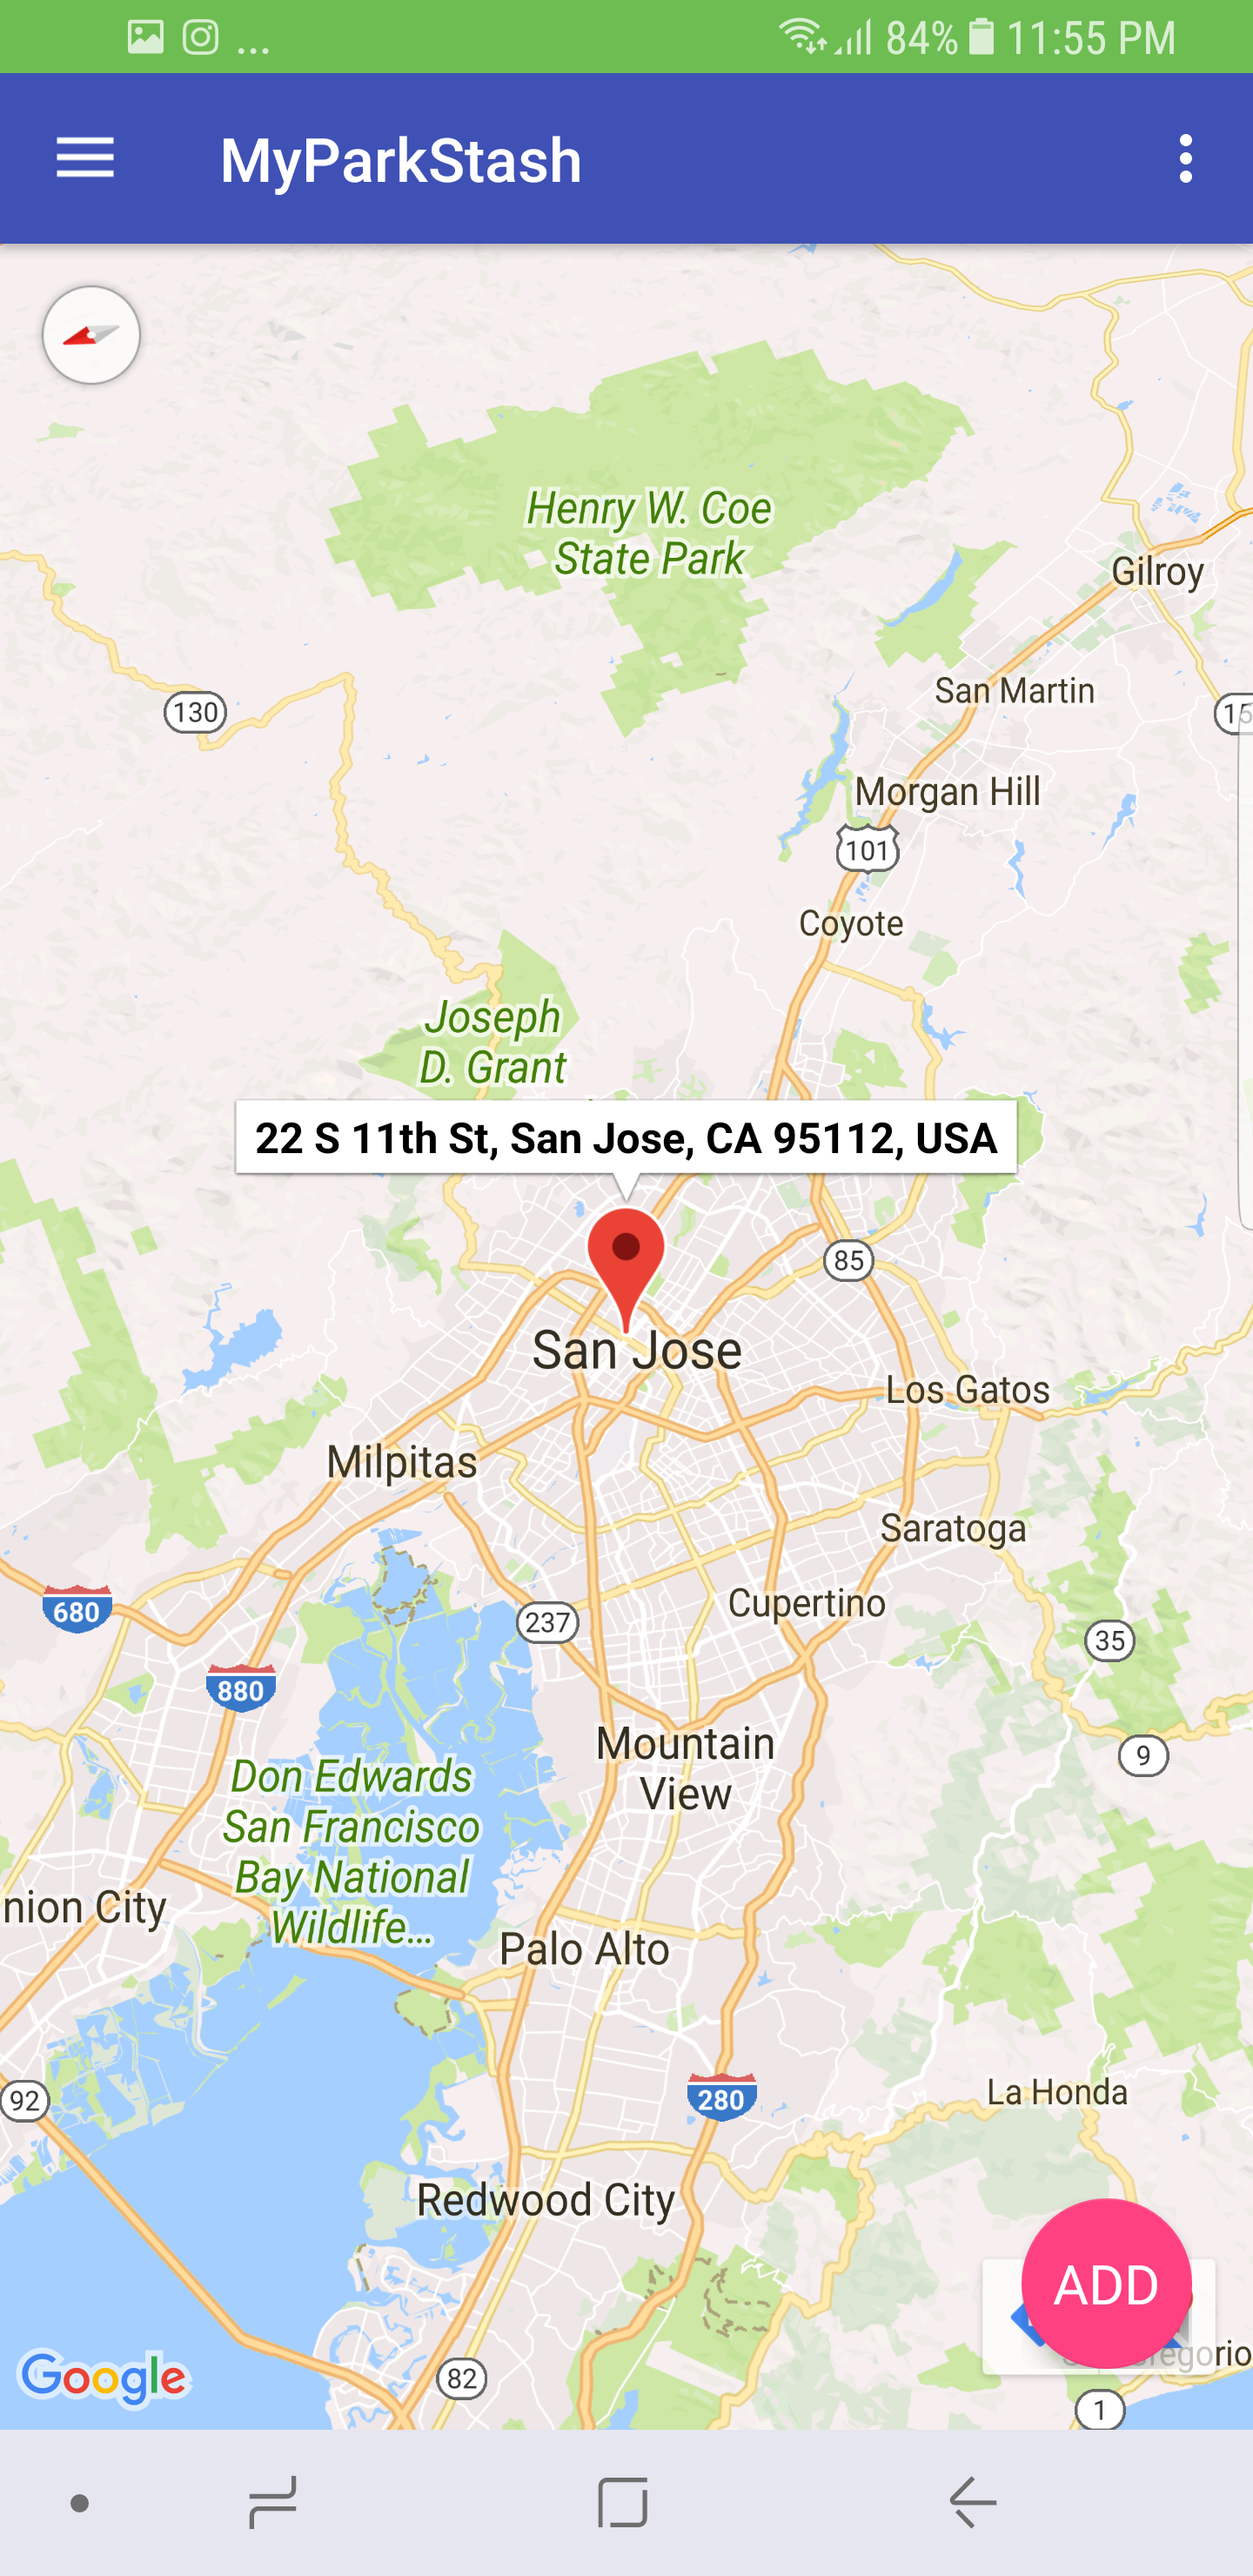 ... 84% 11:55 PM
MyParkStash
Henry W. Coe
State Park
Gilroy
San Martin
130
15
Morgan Hill
101
Coyote
Joseph
D. Grant
22 S 11th St, San Jose, CA 95112, USA
85
San Jose
Los Gatos
Milpitas
Saratoga
Cupertino
680
237
35
880
Mountain
View
9
Don Edwards
San Francisco
Bay National
Wildlife...
nion City
Palo Alto
92
280
La Honda
Redwood City
ADD
egorio
Google
82
1